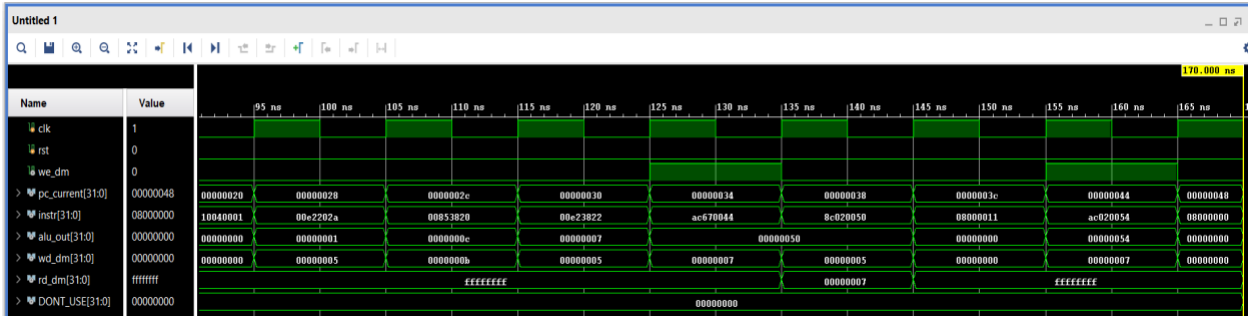 Untitled 1
170.000 ns
Name Value
95 ns 100 ns 105 ns 110 ns 115 ns 120 ns 125 ns 130 ns 135 ns 140 ns 145 ns 150 ns 155 ns 160 ns 165 ns
clk 1
rst 0
we_dm 0
pc_current[31:0] 00000048 00000020 00000028 0000002c 00000030 00000034 00000038 0000003c 00000044 00000048
instr[31:0] 08000000 10040001 00e2202a 00853820 00e23822 ac670044 8c020050 08000011 ac020054 08000000
alu_out[31:0] 00000000 00000000 00000001 0000000c 00000007 00000050 00000000 00000054 00000000
wd_dm[31:0] 00000000 00000000 00000005 0000000b 00000005 00000007 00000005 00000000 00000007 00000000
rd_dm[31:0] ffffffff ffffffff 00000007 ffffffff
DONT_USE[31:0] 00000000 00000000